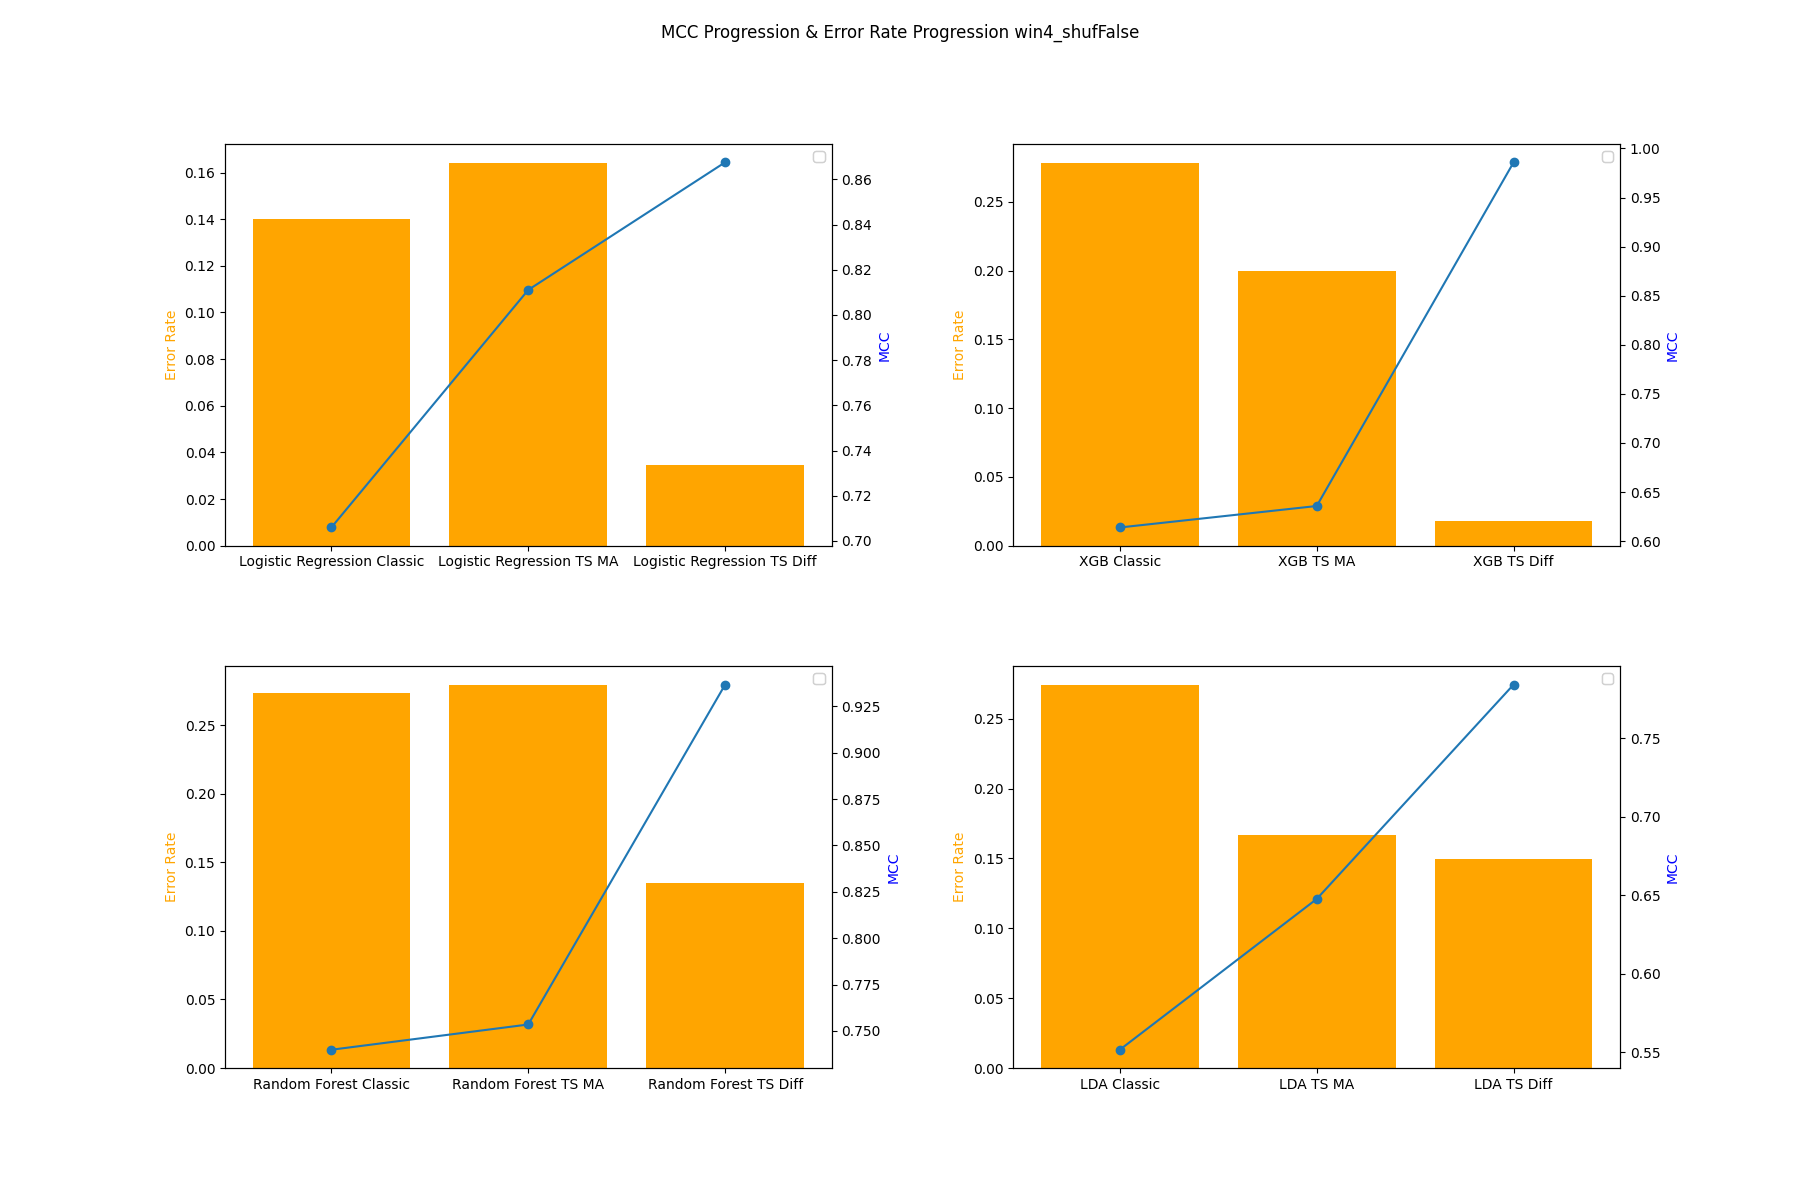 MCC Progression & Error Rate Progression win4_shufFalse
0.16
0.14
0.12
0.10
0.08
0.06
0.04
0.02
0.00
Error Rate
0.86
0.84
0.82
0.80
0.78
0.76
0.74
0.72
0.70
MCC
Logistic Regression Classic
Logistic Regression TS MA
Logistic Regression TS Diff
0.25
0.20
0.15
0.10
0.05
0.00
Error Rate
1.00
0.95
0.90
0.85
0.80
0.75
0.70
0.65
0.60
MCC
XGB Classic
XGB TS MA
XGB TS Diff
0.25
0.20
0.15
0.10
0.05
0.00
Error Rate
0.925
0.900
0.875
0.850
0.825
0.800
0.775
0.750
MCC
Random Forest Classic
Random Forest TS MA
Random Forest TS Diff
0.25
0.20
0.15
0.10
0.05
0.00
Error Rate
0.75
0.70
0.65
0.60
0.55
MCC
LDA Classic
LDA TS MA
LDA TS Diff